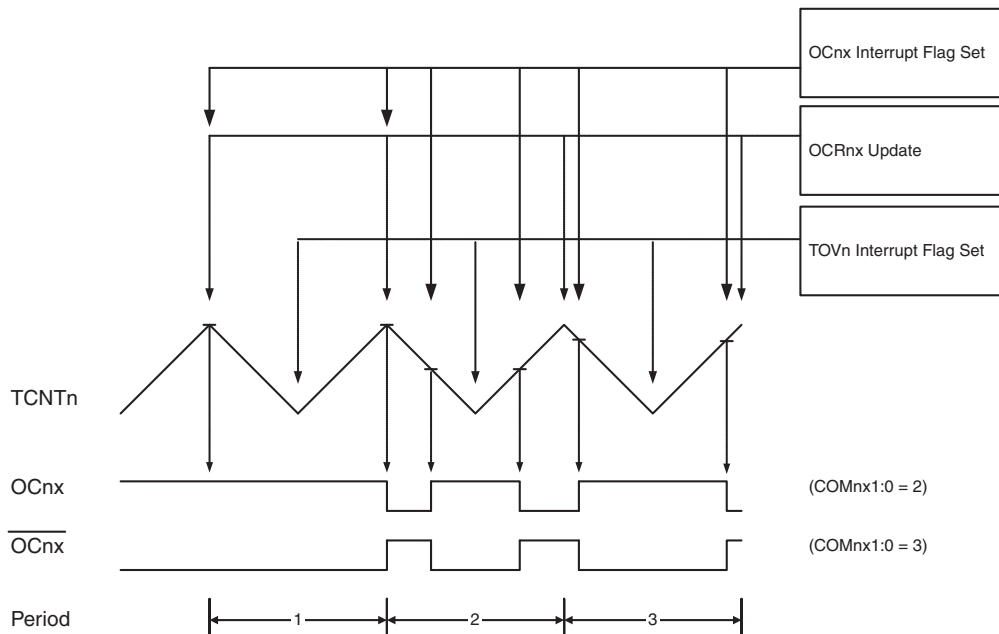 OCnx Interrupt Flag Set
OCRnx Update
TOVn Interrupt Flag Set
TCNTn
OCnx (COMnx1:0 = 2)
OCnx (COMnx1:0 = 3)
Period 1 2 3